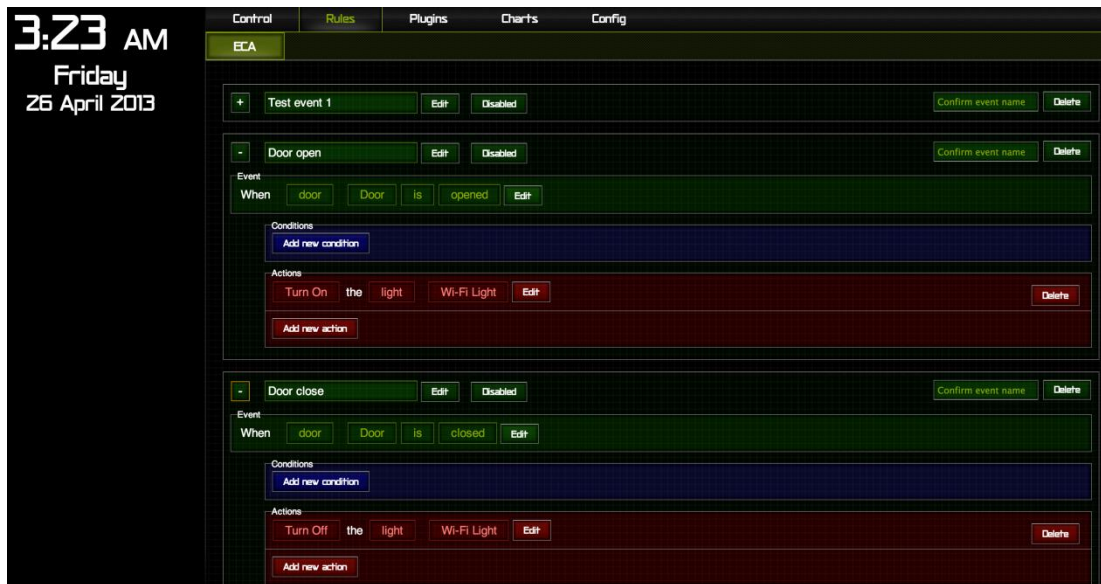 3:23 AM
Friday
26 April 2013
Control Rules Plugins Charts Config
ECA
+ Test event 1 Edit Disabled Confirm event name Delete
- Door open Edit Disabled Confirm event name Delete
Event
When door Door is opened Edit
Conditions
Add new condition
Actions
Turn On the light Wi-Fi Light Edit Delete
Add new action
- Door close Edit Disabled Confirm event name Delete
Event
When door Door is closed Edit
Conditions
Add new condition
Actions
Turn Off the light Wi-Fi Light Edit Delete
Add new action